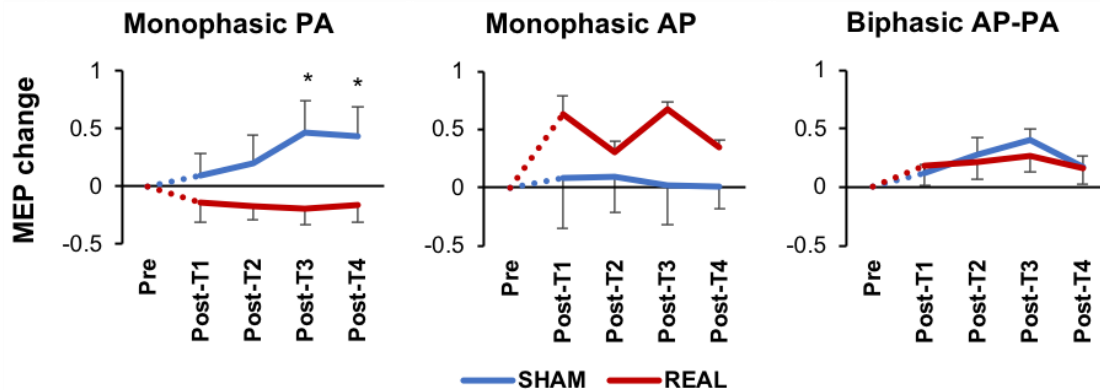 Monophasic PA
Monophasic AP
Biphasic AP-PA
MEP change
1
0.5
0
-0.5
*
*
Pre
Post-T1
Post-T2
Post-T3
Post-T4
1
0.5
0
-0.5
Pre
Post-T1
Post-T2
Post-T3
Post-T4
1
0.5
0
-0.5
Pre
Post-T1
Post-T2
Post-T3
Post-T4
SHAM
REAL